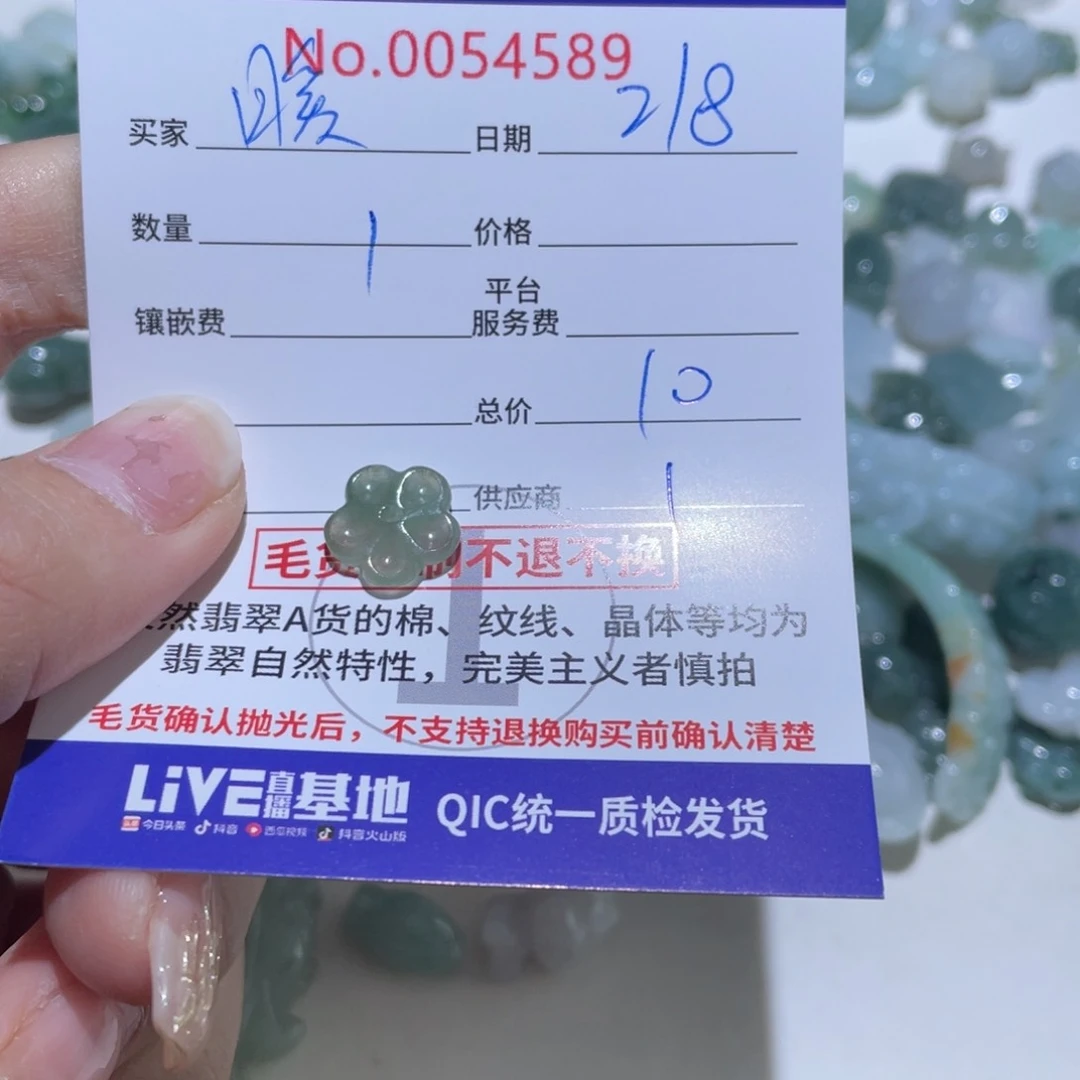 No.0054589
买家 日期 2/8
数量 1 价格
平台
镶嵌费 服务费
总价 10
供应商 1
毛货 制不退不换
然翡翠A货的棉、纹线、晶体等均为
翡翠自然特性，完美主义者慎拍
毛货确认抛光后，不支持退换购买前确认清楚
LiVE直播基地 QIC统一质检发货
今日头条 抖音 西瓜视频 抖音火山版